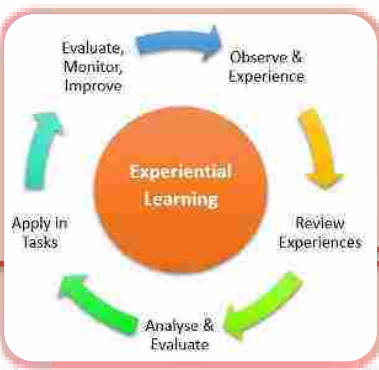 Evaluate,
Monitor,
Improve
Observe &
Experience
Experiential
Learning
Apply in
Tasks
Review
Experiences
Analyse &
Evaluate